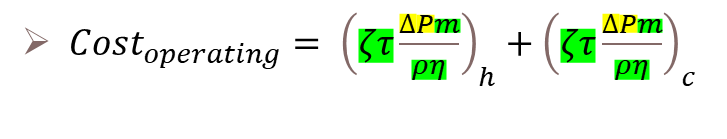 ➢ Cost_operating = (ζτ ΔPm/ρη)_h + (ζτ ΔPm/ρη)_c